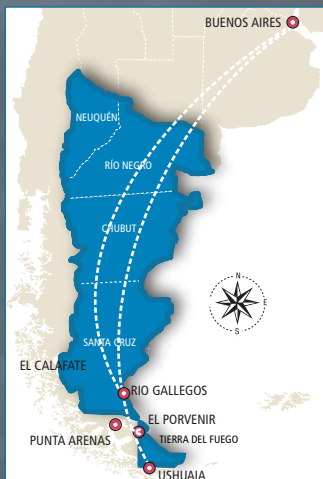 BUENOS AIRES
NEUQUÉN
RÍO NEGRO
CHUBUT
N
E
S
SANTA CRUZ
EL CALAFATE
RIO GALLEGOS
EL PORVENIR
PUNTA ARENAS
TIERRA DEL FUEGO
USHUAIA